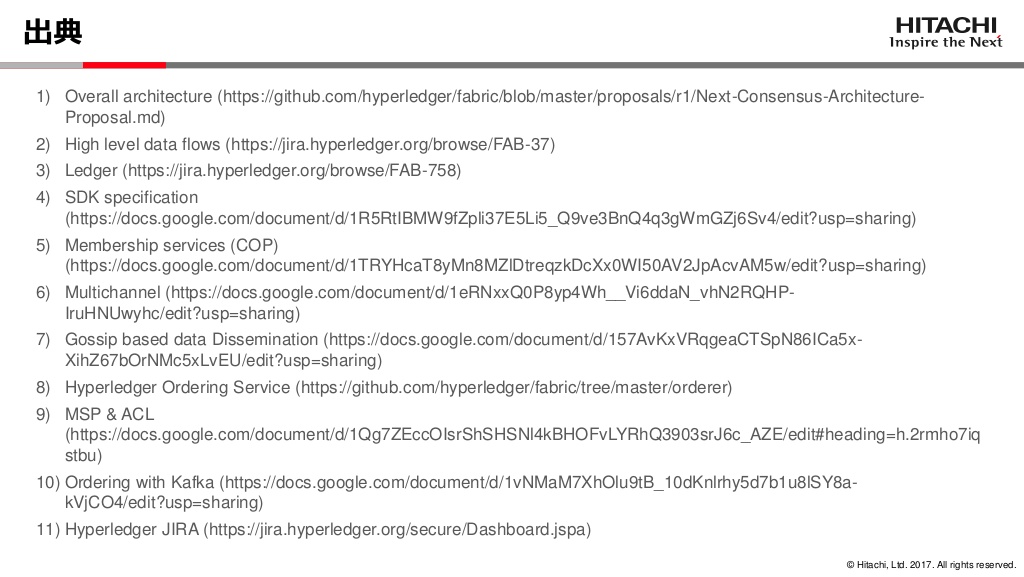 出典
HITACHI
Inspire the Next
1) Overall architecture (https://github.com/hyperledger/fabric/blob/master/proposals/r1/Next-Consensus-Architecture-
Proposal.md)
2) High level data flows (https://jira.hyperledger.org/browse/FAB-37)
3) Ledger (https://jira.hyperledger.org/browse/FAB-758)
4) SDK specification
(https://docs.google.com/document/d/1R5RtIBMW9fZpli37E5Li5_Q9ve3BnQ4q3gWmGZj6Sv4/edit?usp=sharing)
5) Membership services (COP)
(https://docs.google.com/document/d/1TRYHcaT8yMn8MZlDtreqzkDcXx0WI50AV2JpAcvAM5w/edit?usp=sharing)
6) Multichannel (https://docs.google.com/document/d/1eRNxxQ0P8yp4Wh__Vi6ddaN_vhN2RQHP-
IruHNUwyhc/edit?usp=sharing)
7) Gossip based data Dissemination (https://docs.google.com/document/d/157AvKxVRqgeaCTSpN86ICa5x-
XihZ67bOrNMc5xLvEU/edit?usp=sharing)
8) Hyperledger Ordering Service (https://github.com/hyperledger/fabric/tree/master/orderer)
9) MSP & ACL
(https://docs.google.com/document/d/1Qg7ZEccOIsrShSHSNl4kBHOFvLYRhQ3903srJ6c_AZE/edit#heading=h.2rmho7iq
stbu)
10) Ordering with Kafka (https://docs.google.com/document/d/1vNMaM7XhOlu9tB_10dKnlrhy5d7b1u8lSY8a-
kVjCO4/edit?usp=sharing)
11) Hyperledger JIRA (https://jira.hyperledger.org/secure/Dashboard.jspa)
© Hitachi, Ltd. 2017. All rights reserved.